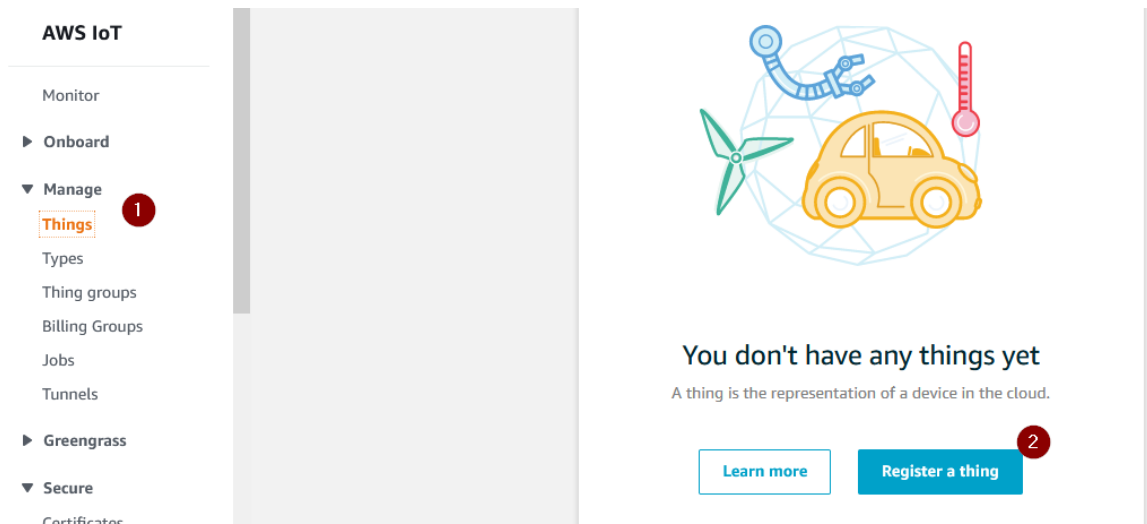 AWS IoT
Monitor
Onboard
Manage
1
Things
Types
Thing groups
Billing Groups
Jobs
Tunnels
Greengrass
Secure
Certificates
You don't have any things yet
A thing is the representation of a device in the cloud.
2
Learn more
Register a thing